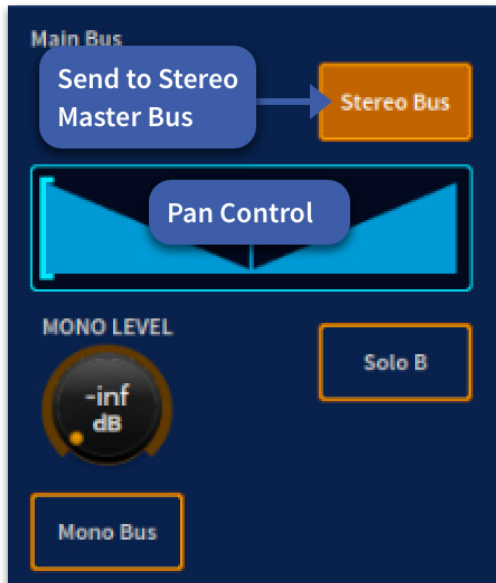 Main Bus
Send to Stereo
Master Bus
Stereo Bus
Pan Control
MONO LEVEL
-inf
dB
Solo B
Mono Bus